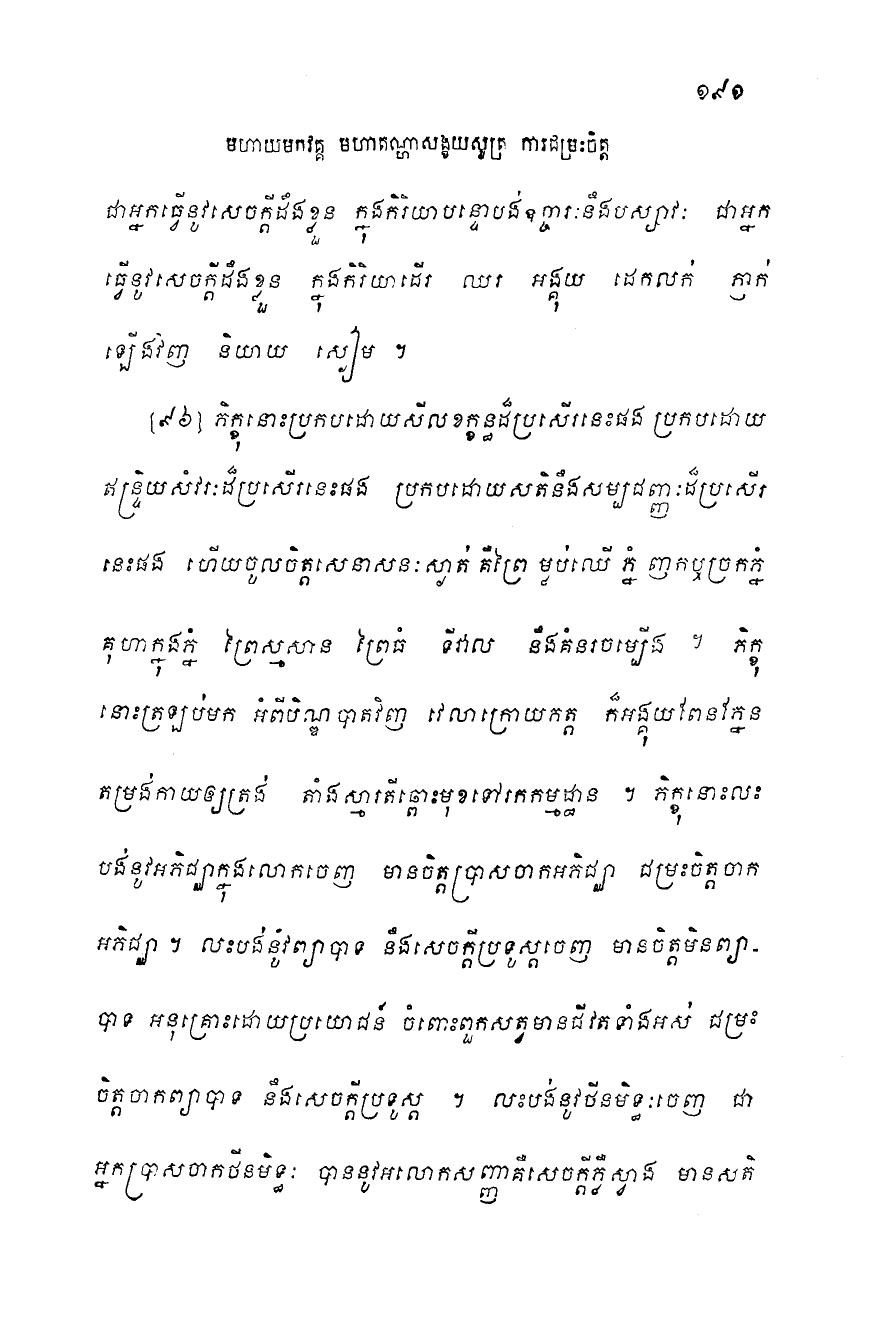 ១៩១
មហាយមកវគ្គ មហាតណ្ហាសង្ខយសូត្រ ការជម្រះចិត្ត
ជាអ្នកធ្វើនូវសេចក្តីដឹងខ្លួន ក្នុងកិរិយាបន្ទោបង់ឧច្ចារៈនឹងបស្សាវៈ ជាអ្នក
ធ្វើនូវសេចក្តីដឹងខ្លួន ក្នុងកិរិយាដើរ ឈរ អង្គុយ ដេកលក់ ភ្ញាក់
ឡើងវិញ និយាយ ស្ងៀម ។
[៩៦] ភិក្ខុនោះប្រកបដោយសីលខន្ធដ៏ប្រសើរនេះផង ប្រកបដោយ
ឥន្ទ្រិយសំវរៈដ៏ប្រសើរនេះផង ប្រកបដោយសតិនឹងសម្បជញ្ញៈដ៏ប្រសើរ
នេះផង ហើយចូលចិត្តសេនាសនៈស្ងាត់ គឺព្រៃ ម្លប់ឈើ ភ្នំ ញកឬច្រកភ្នំ
គុហាក្នុងភ្នំ ព្រៃស្មសាន ព្រៃធំ ទីវាល នឹងគំនរចម្បើង ។ ភិក្ខុ
នោះត្រឡប់មក អំពីបិណ្ឌបាតវិញ វេលាក្រោយភត្ត ក៏អង្គុយពែនភ្នែន
តម្រង់កាយឲ្យត្រង់ តាំងស្មារតីឆ្ពោះមុខទៅរកកម្មដ្ឋាន ។ ភិក្ខុនោះលះ
បង់នូវអភិជ្ឈាក្នុងលោកចេញ មានចិត្តប្រាសចាកអភិជ្ឈា ជម្រះចិត្តចាក
អភិជ្ឈា ។ លះបង់នូវព្យាបាទ នឹងសេចក្តីប្រទូស្តចេញ មានចិត្តមិនព្យា-
បាទ អនុគ្រោះដោយប្រយោជន៍ ចំពោះពួកសត្វមានជីវិតទាំងអស់ ជម្រះ
ចិត្តចាកព្យាបាទ នឹងសេចក្តីប្រទូស្ត ។ លះបង់នូវថីនមិទ្ធៈចេញ ជា
អ្នកប្រាសចាកថីនមិទ្ធៈ បាននូវអលោកសញ្ញាគឺសេចក្តីភ្លឺស្វាង មានសតិ